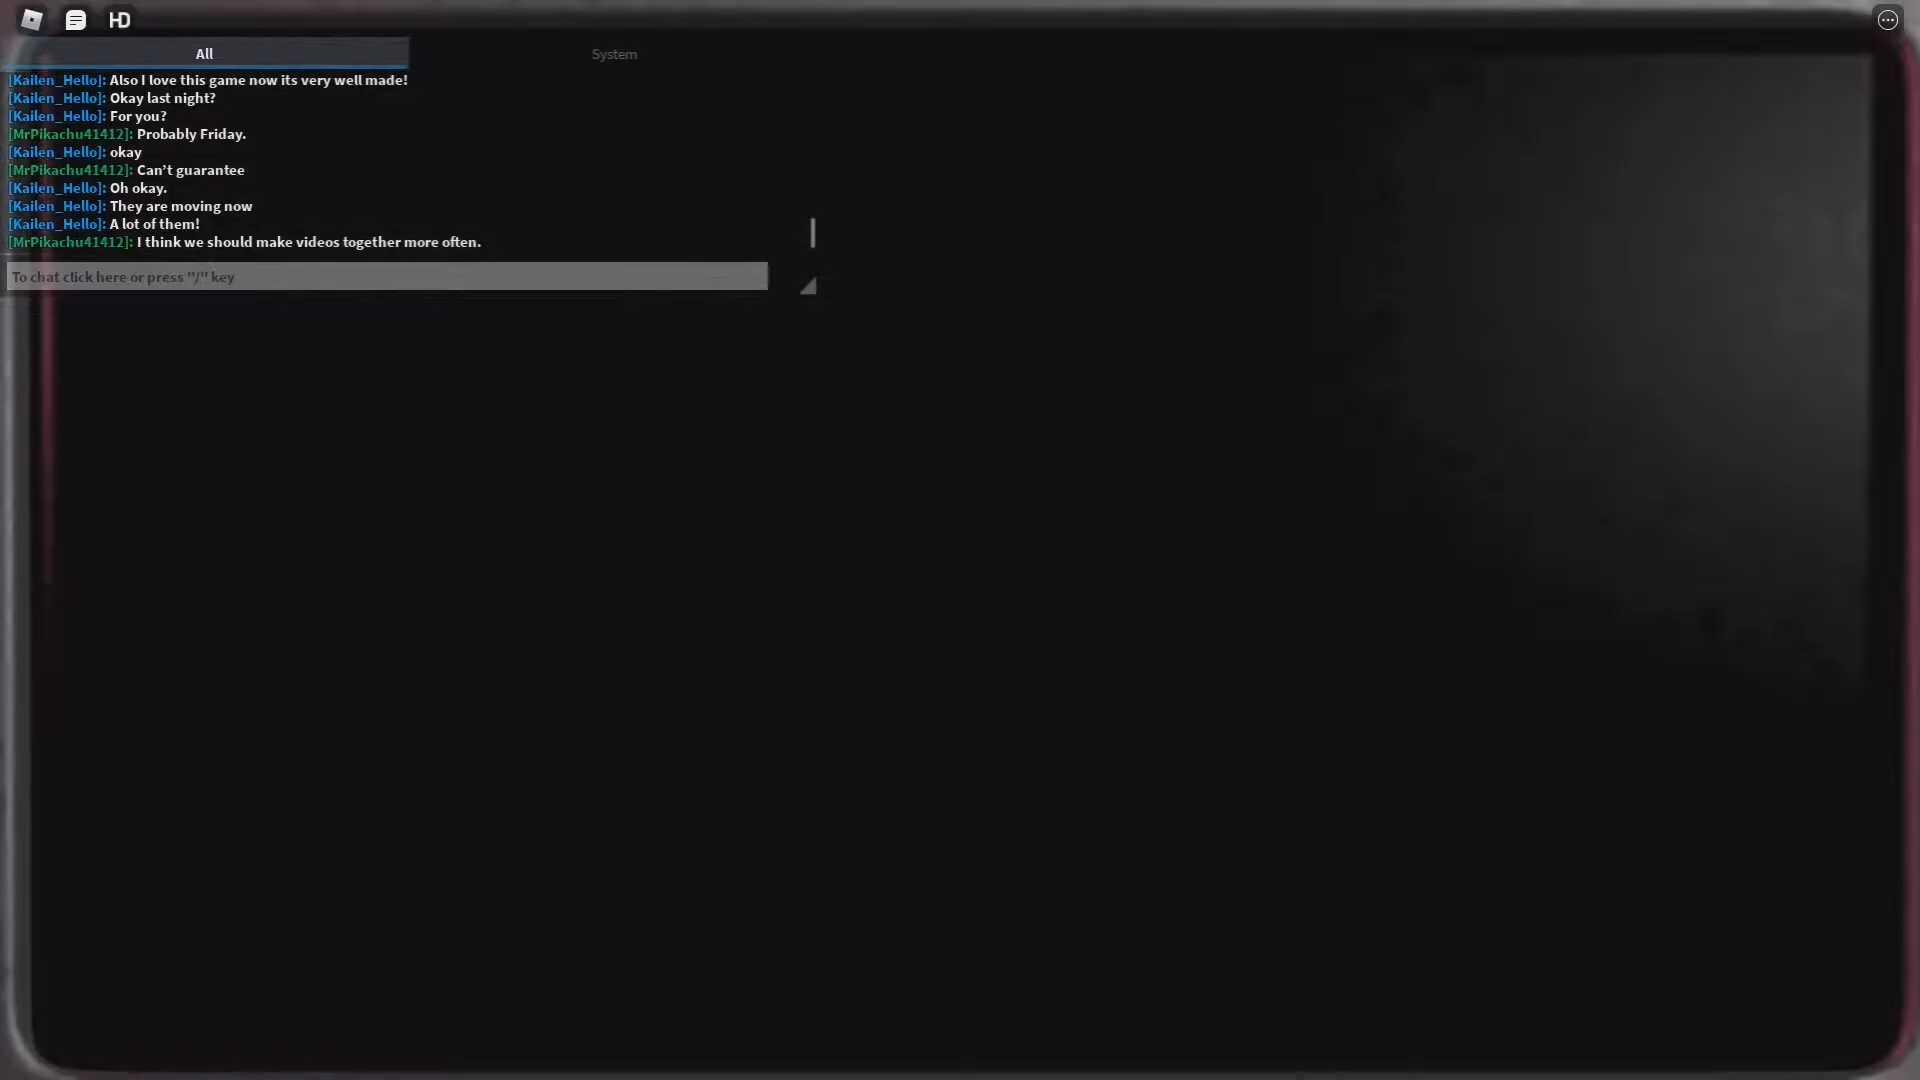 HD
All
System
[Kailen_Hello]: Also I love this game now its very well made!
[Kailen_Hello]: Okay last night?
[Kailen_Hello]: For you?
[MrPikachu41412]: Probably Friday.
[Kailen_Hello]: okay
[MrPikachu41412]: Can't guarantee
[Kailen_Hello]: Oh okay.
[Kailen_Hello]: They are moving now
[Kailen_Hello]: A lot of them!
[MrPikachu41412]: I think we should make videos together more often.
To chat click here or press "/" key